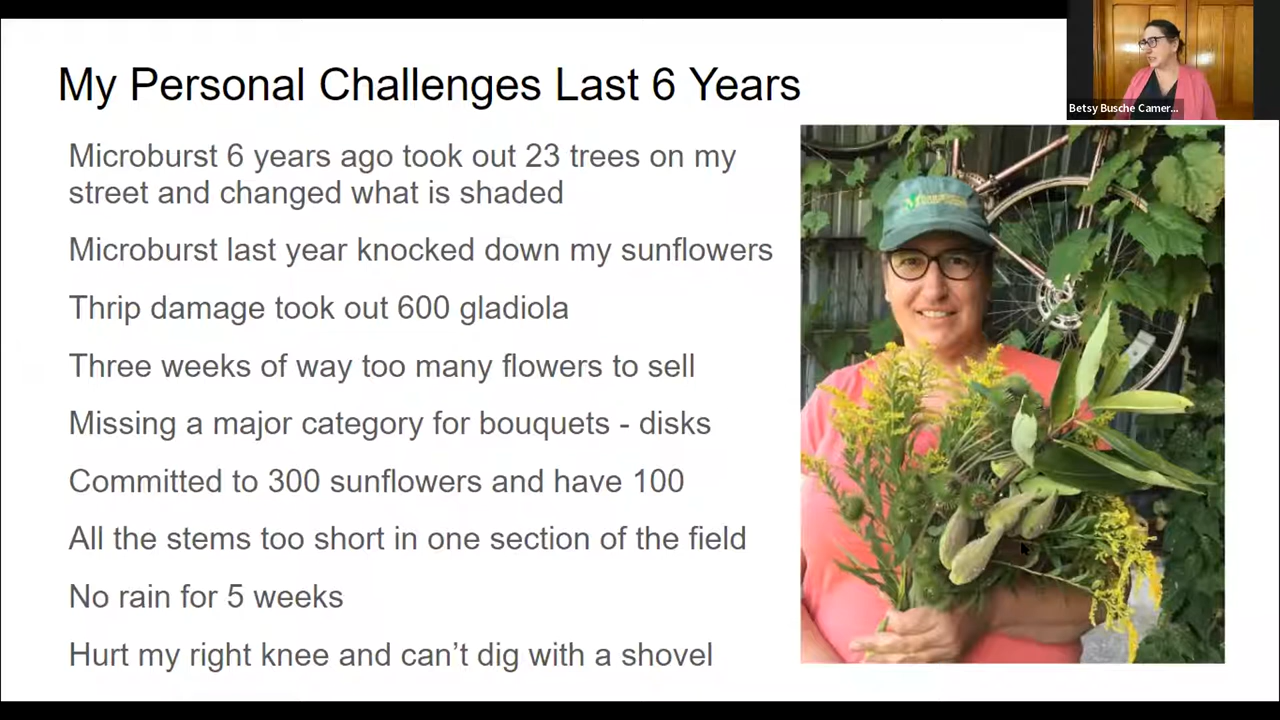 My Personal Challenges Last 6 Years
Betsy Busche Camer...
Microburst 6 years ago took out 23 trees on my
street and changed what is shaded
Microburst last year knocked down my sunflowers
Thrip damage took out 600 gladiola
Three weeks of way too many flowers to sell
Missing a major category for bouquets - disks
Committed to 300 sunflowers and have 100
All the stems too short in one section of the field
No rain for 5 weeks
Hurt my right knee and can’t dig with a shovel